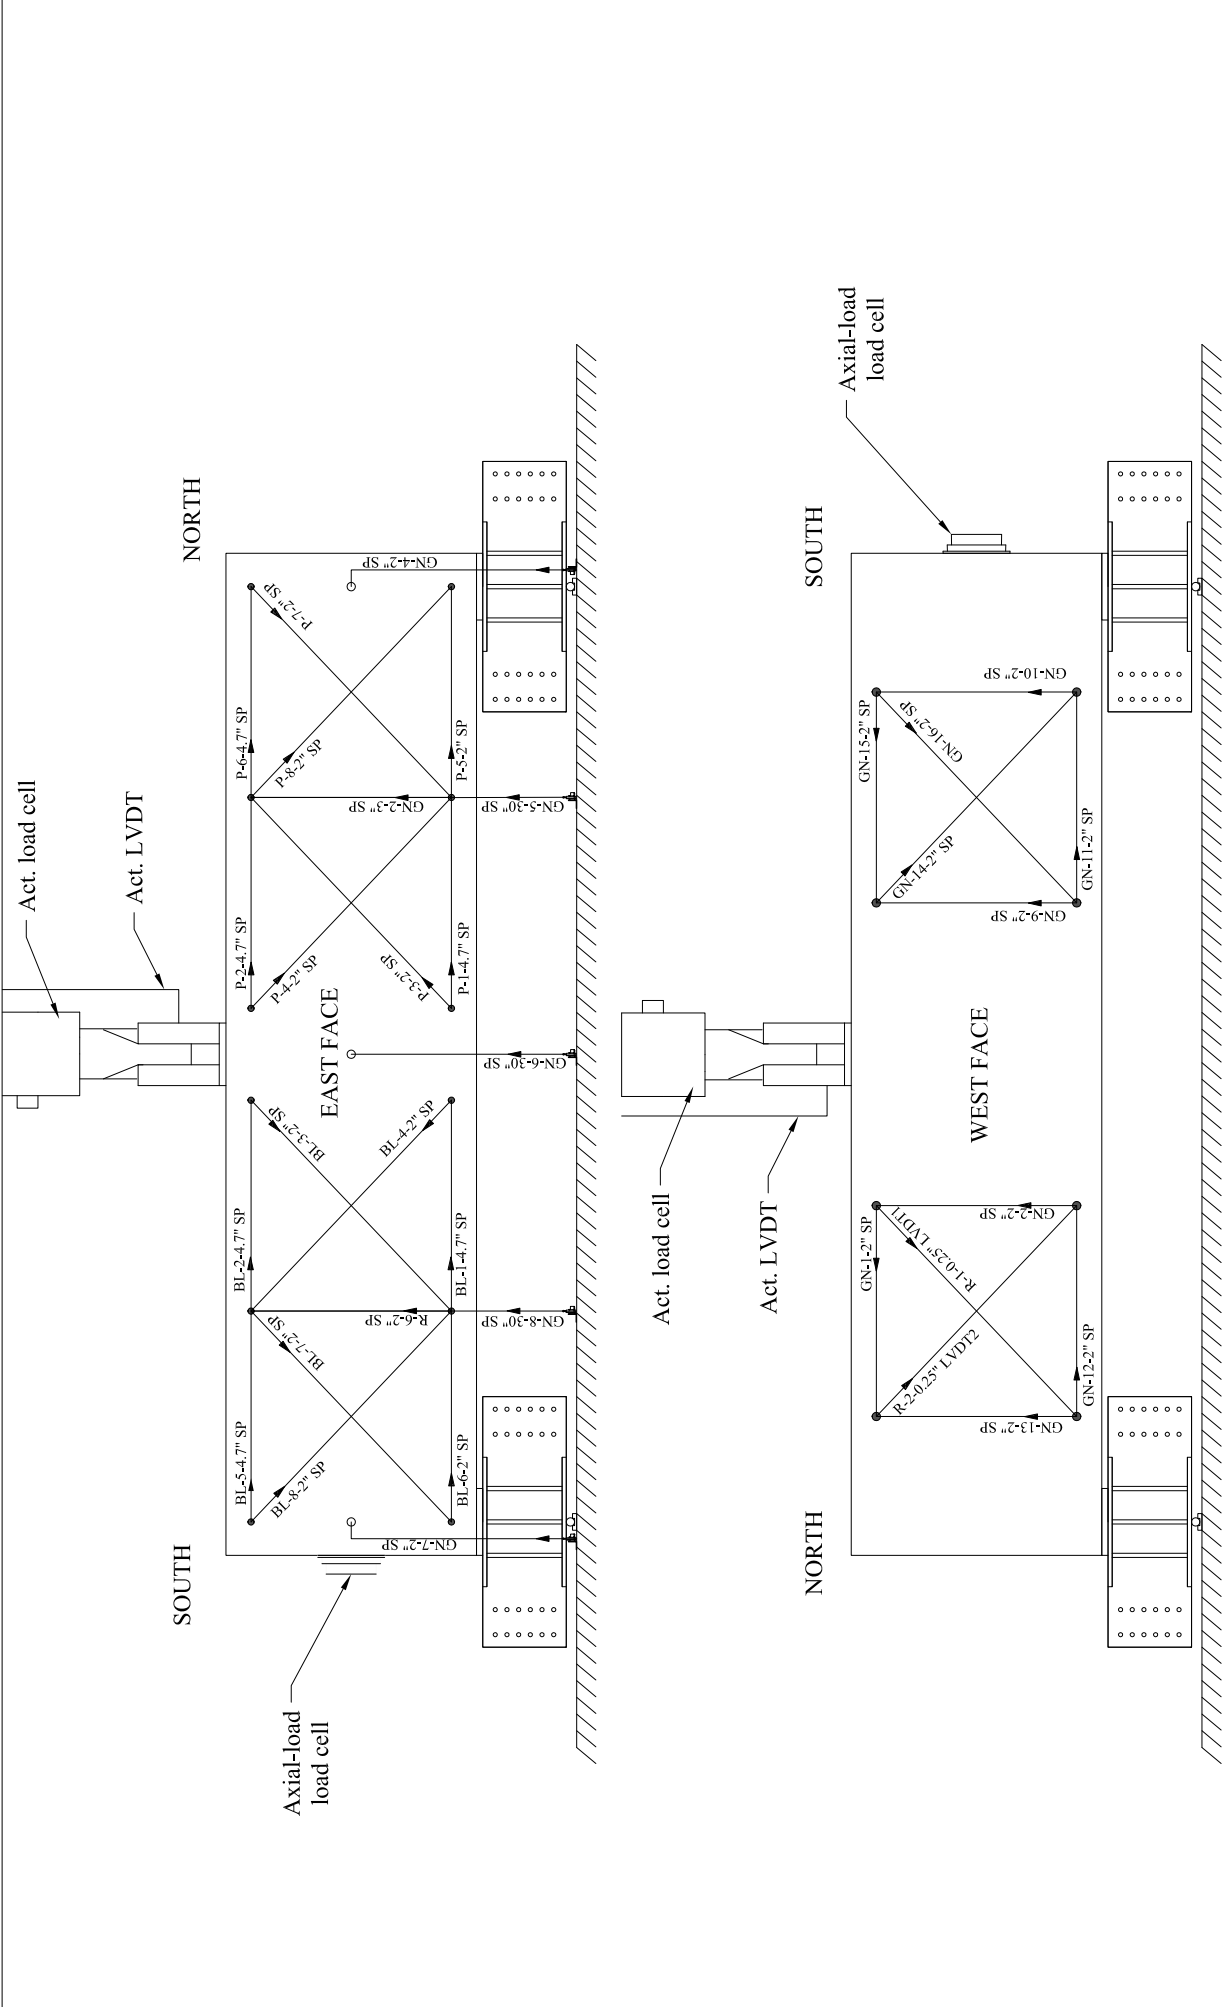 Act. load cell
Act. LVDT
SOUTH
NORTH
EAST FACE
Axial-load
load cell
BL-5-4.7" SP
BL-2-4.7" SP
P-2-4.7" SP
P-6-4.7" SP
BL-8-2" SP
BL-7-2" SP
BL-3-2" SP
BL-4-2" SP
P-4-2" SP
P-3-2" SP
P-8-2" SP
P-7-2" SP
R-6-2" SP
GN-2-3" SP
BL-6-2" SP
BL-1-4.7" SP
P-1-4.7" SP
P-5-2" SP
GN-7-2" SP
GN-8-30" SP
GN-6-30" SP
GN-5-30" SP
GN-4-2" SP
Act. load cell
Act. LVDT
NORTH
SOUTH
WEST FACE
Axial-load
load cell
GN-1-2" SP
GN-15-2" SP
R-2-0.25" LVDT2
R-1-0.25" LVDT1
GN-14-2" SP
GN-16-2" SP
GN-13-2" SP
GN-2-2" SP
GN-9-2" SP
GN-10-2" SP
GN-12-2" SP
GN-11-2" SP